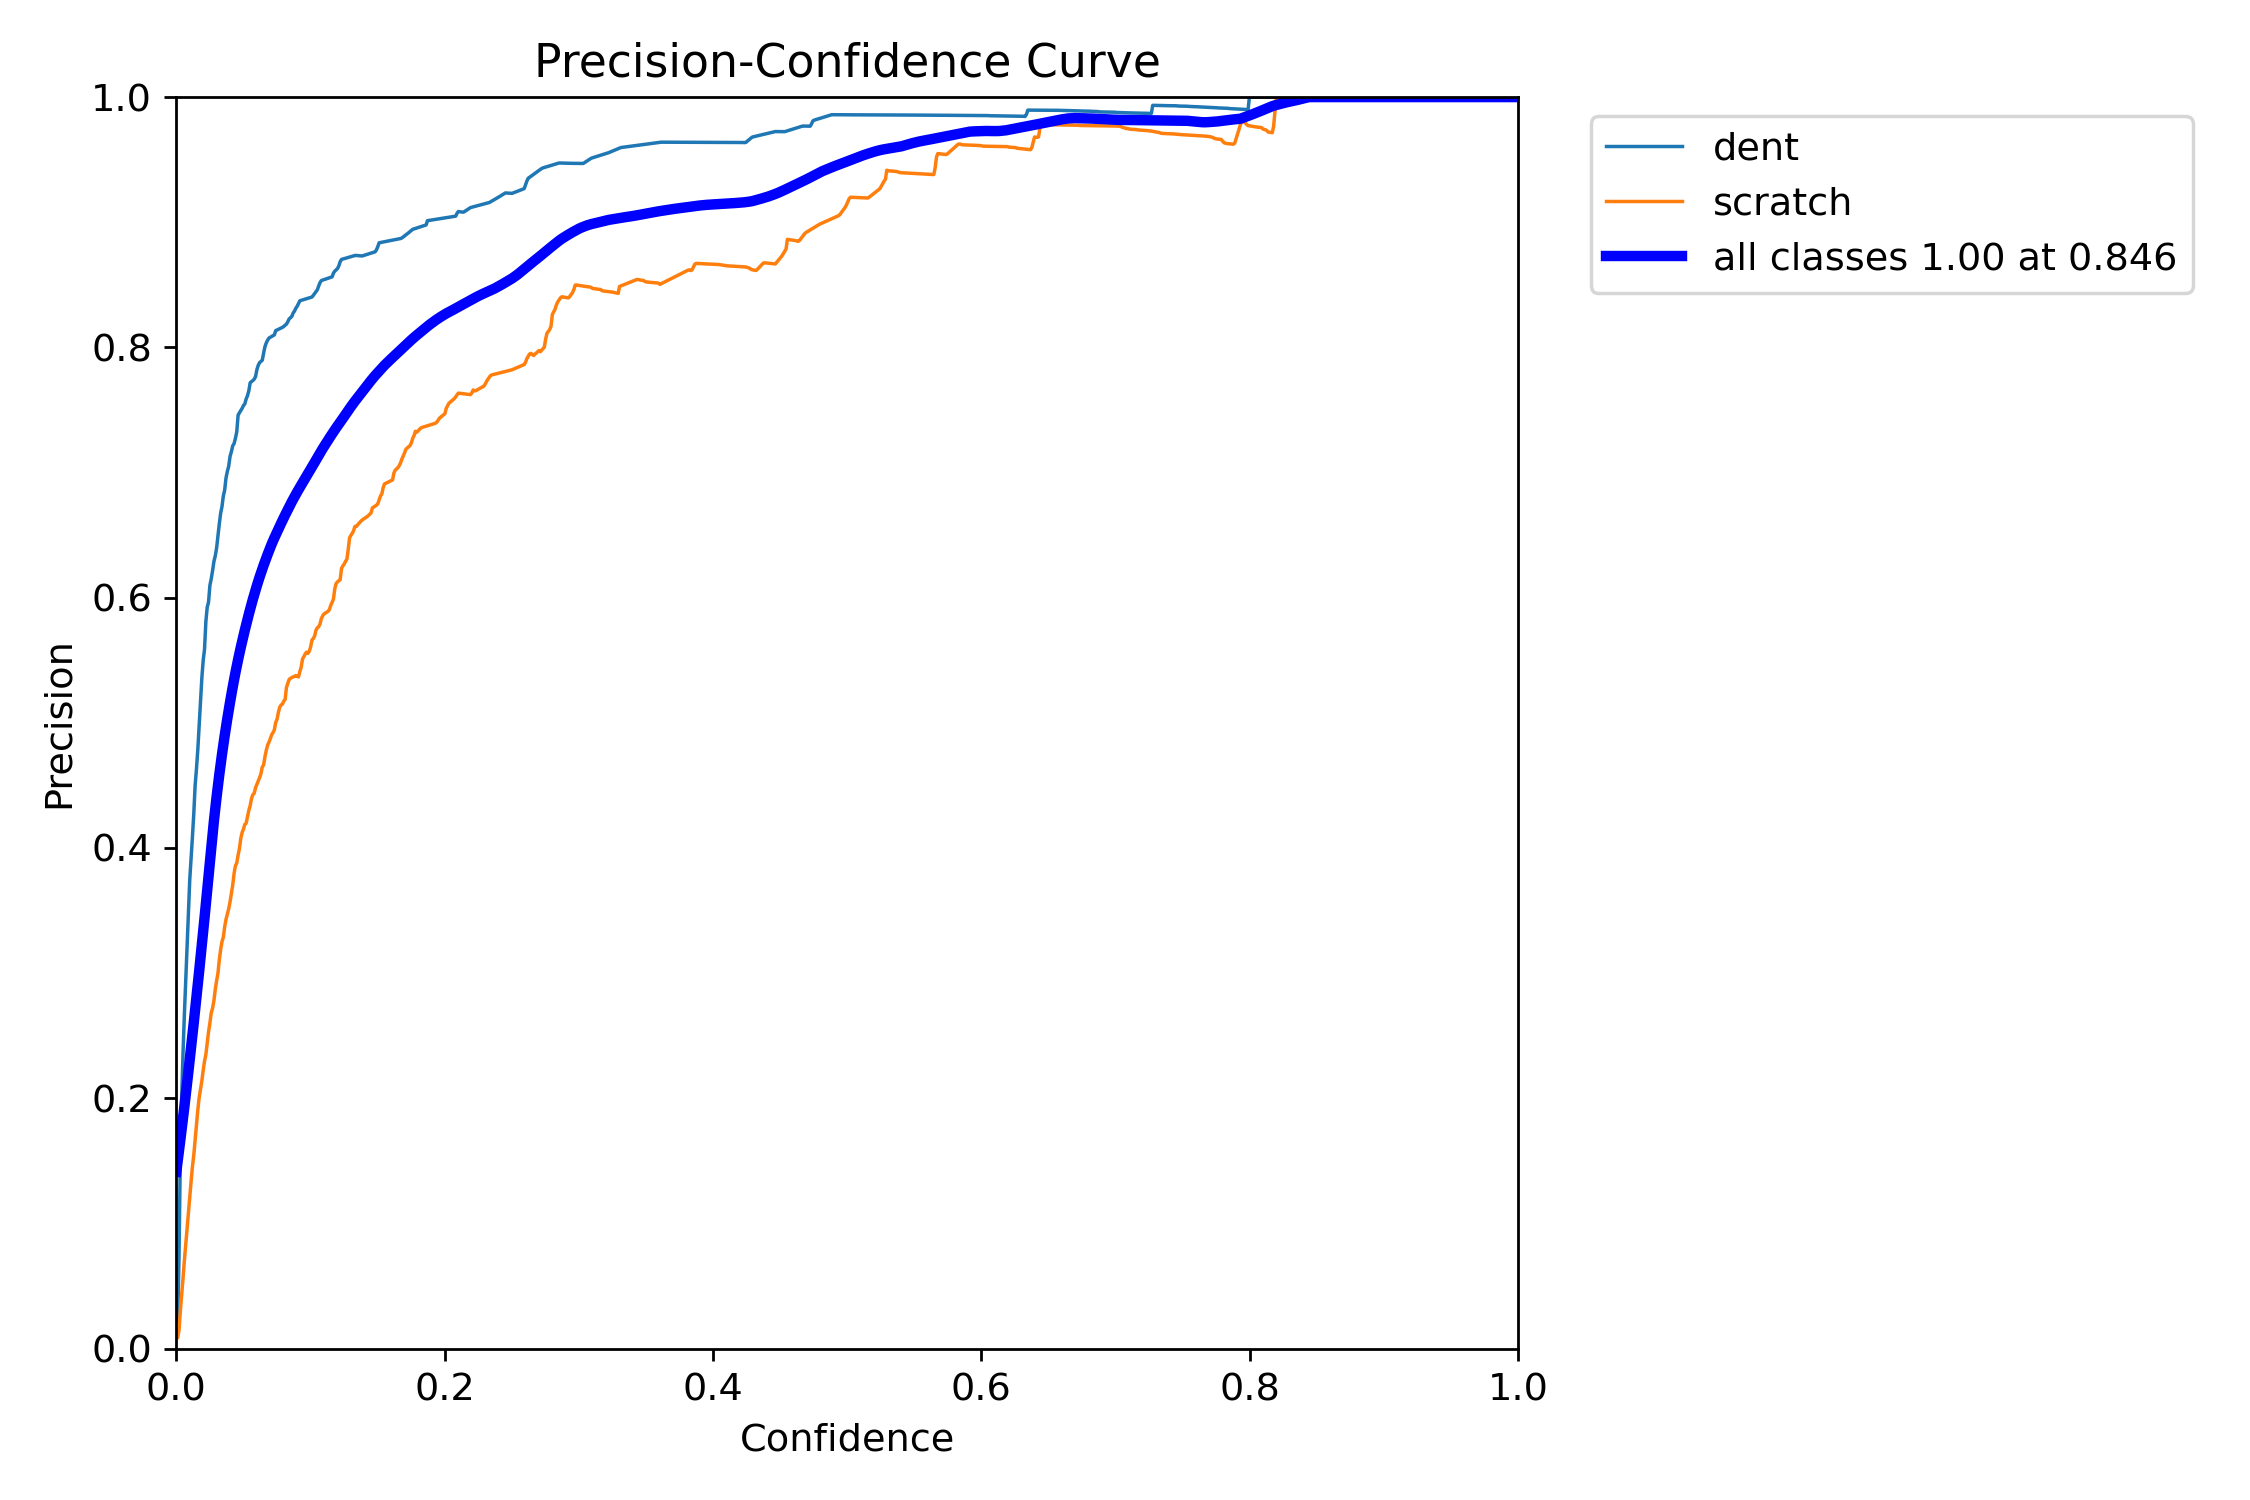 Precision-Confidence Curve
1.0
0.8
0.6
0.4
0.2
0.0
Precision
0.0 0.2 0.4 0.6 0.8 1.0
Confidence
dent
scratch
all classes 1.00 at 0.846